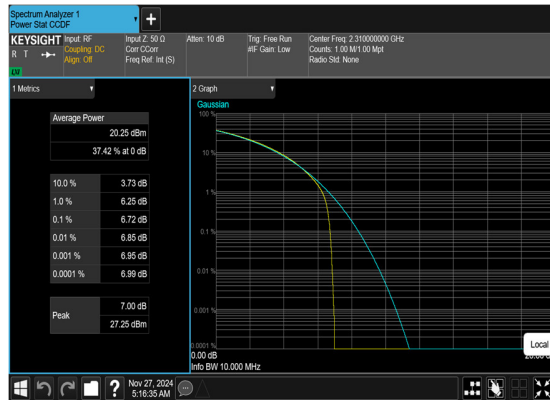 Spectrum Analyzer 1
Power Stat CCDF
+
KEYSIGHT
R T
LXI
Input: RF
Coupling: DC
Align: Off
Input Z: 50 Ω
Corr CCorr
Freq Ref: Int (S)
Atten: 10 dB
Trig: Free Run
#IF Gain: Low
Center Freq: 2.310000000 GHz
Counts: 1.00 M/1.00 Mpt
Radio Std: None
1 Metrics
Average Power
20.25 dBm
37.42 % at 0 dB
10.0 % 3.73 dB
1.0 % 6.25 dB
0.1 % 6.72 dB
0.01 % 6.85 dB
0.001 % 6.95 dB
0.0001 % 6.99 dB
Peak
7.00 dB
27.25 dBm
2 Graph
Gaussian
100 %
10 %
1 %
0.1 %
0.01 %
0.001 %
0.0001 %
0.00 dB
Info BW 10.000 MHz
Local
?
Nov 27, 2024
5:16:35 AM